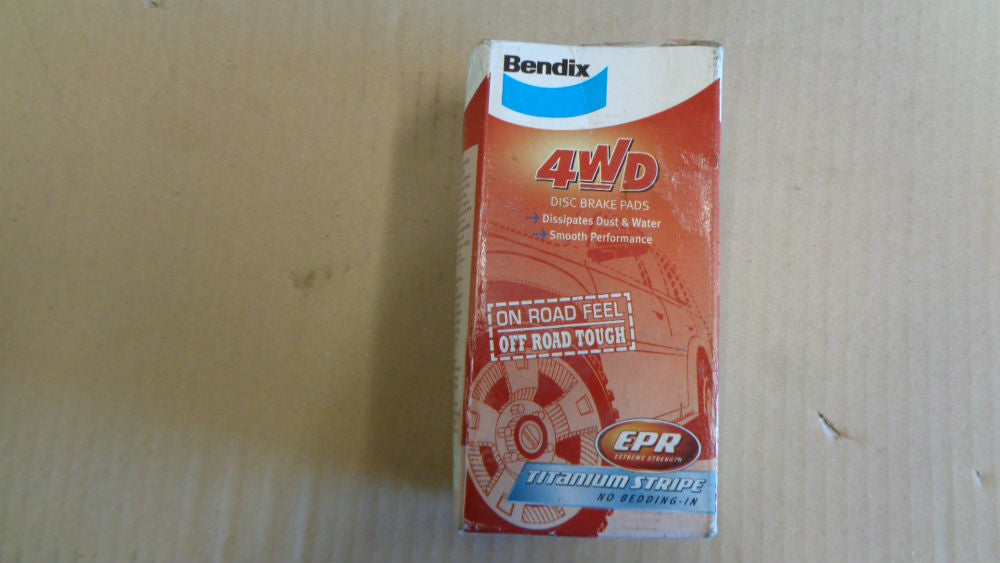 Bendix
4WD
DISC BRAKE PADS
Dissipates Dust & Water
Smooth Performance
ON ROAD FEEL
OFF ROAD TOUGH
EPR
EXTREME STRENGTH
TITANIUM STRIPE
NO BEDDING-IN